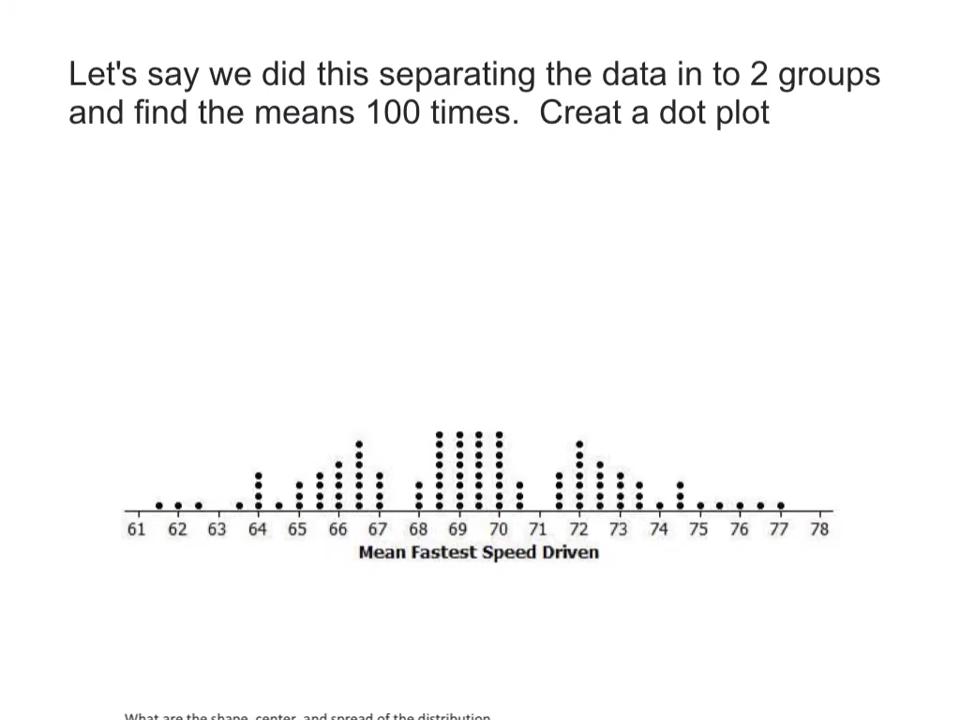 Let's say we did this separating the data in to 2 groups
and find the means 100 times.  Creat a dot plot
61 62 63 64 65 66 67 68 69 70 71 72 73 74 75 76 77 78
Mean Fastest Speed Driven
What are the shape, center, and spread of the distribution